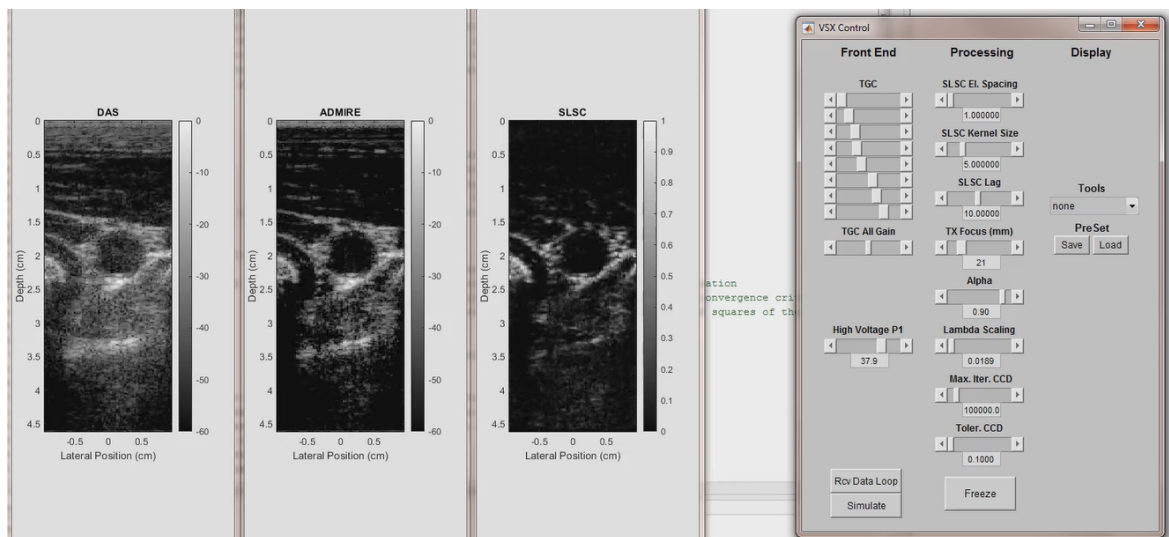 DAS
0
0.5
1
1.5
2
2.5
3
3.5
4
4.5
Depth (cm)
-0.5 0 0.5
Lateral Position (cm)
0
-10
-20
-30
-40
-50
-60
ADMIRE
0
0.5
1
1.5
2
2.5
3
3.5
4
4.5
Depth (cm)
-0.5 0 0.5
Lateral Position (cm)
0
-10
-20
-30
-40
-50
-60
SLSC
0
0.5
1
1.5
2
2.5
3
3.5
4
4.5
Depth (cm)
-0.5 0 0.5
Lateral Position (cm)
1
0.9
0.8
0.7
0.6
0.5
0.4
0.3
0.2
0.1
0
ation
onvergence cri
squares of the
VSX Control
Front End
TGC
TGC All Gain
High Voltage P1
37.9
Rcv Data Loop
Simulate
Processing
SLSC El. Spacing
1.000000
SLSC Kernel Size
5.000000
SLSC Lag
10.00000
TX Focus (mm)
21
Alpha
0.90
Lambda Scaling
0.0189
Max. Iter. CCD
100000.0
Toler. CCD
0.1000
Freeze
Display
Tools
none
PreSet
Save Load